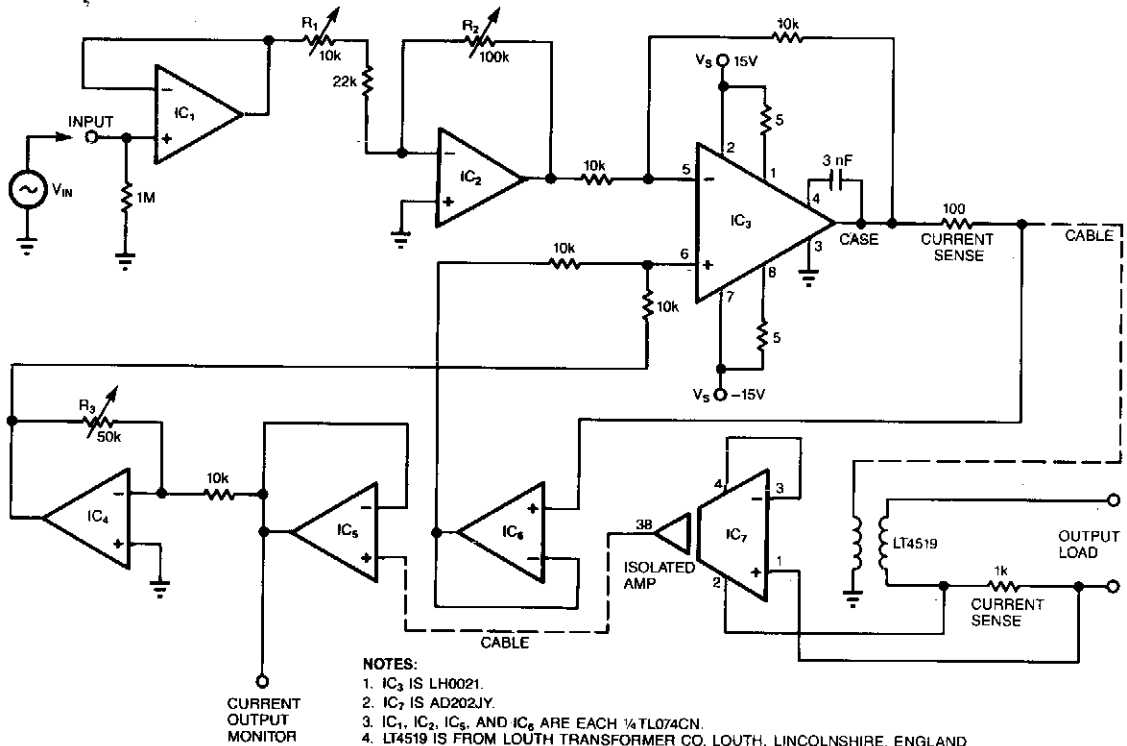 R1
10k
22k
R2
100k
10k
VS 15V
5
IC1
INPUT
VIN
1M
IC2
10k
5
2
1
4
3 nF
IC3
6
7
8
3
CASE
100
CURRENT
SENSE
CABLE
10k
10k
5
VS -15V
R3
50k
10k
IC4
IC5
IC6
38
ISOLATED
AMP
4
3
IC7
2
1
LT4519
OUTPUT
LOAD
1k
CURRENT
SENSE
CABLE
CURRENT
OUTPUT
MONITOR
NOTES:
1. IC3 IS LH0021.
2. IC7 IS AD202JY.
3. IC1, IC2, IC5, AND IC6 ARE EACH ¼TL074CN.
4. LT4519 IS FROM LOUTH TRANSFORMER CO, LOUTH, LINCOLNSHIRE, ENGLAND